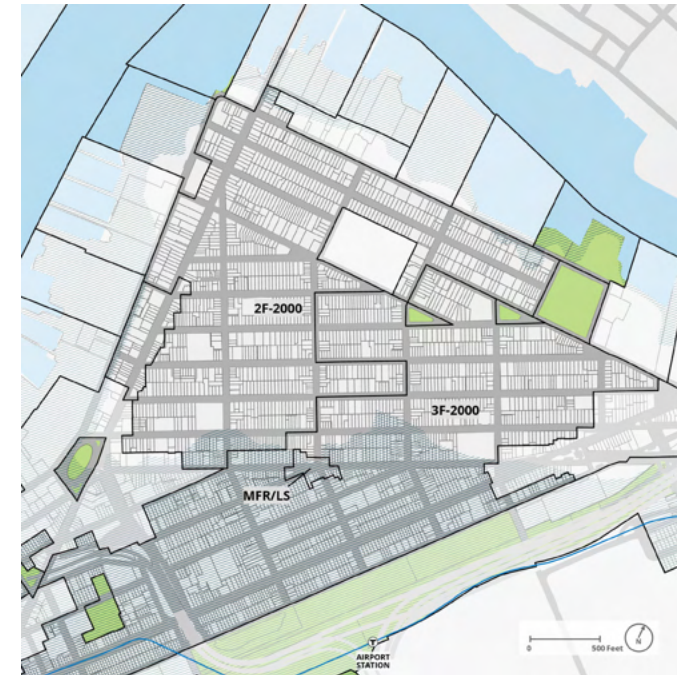 2F-2000
3F-2000
MFR/LS
T
AIRPORT
STATION
0 500 Feet
N